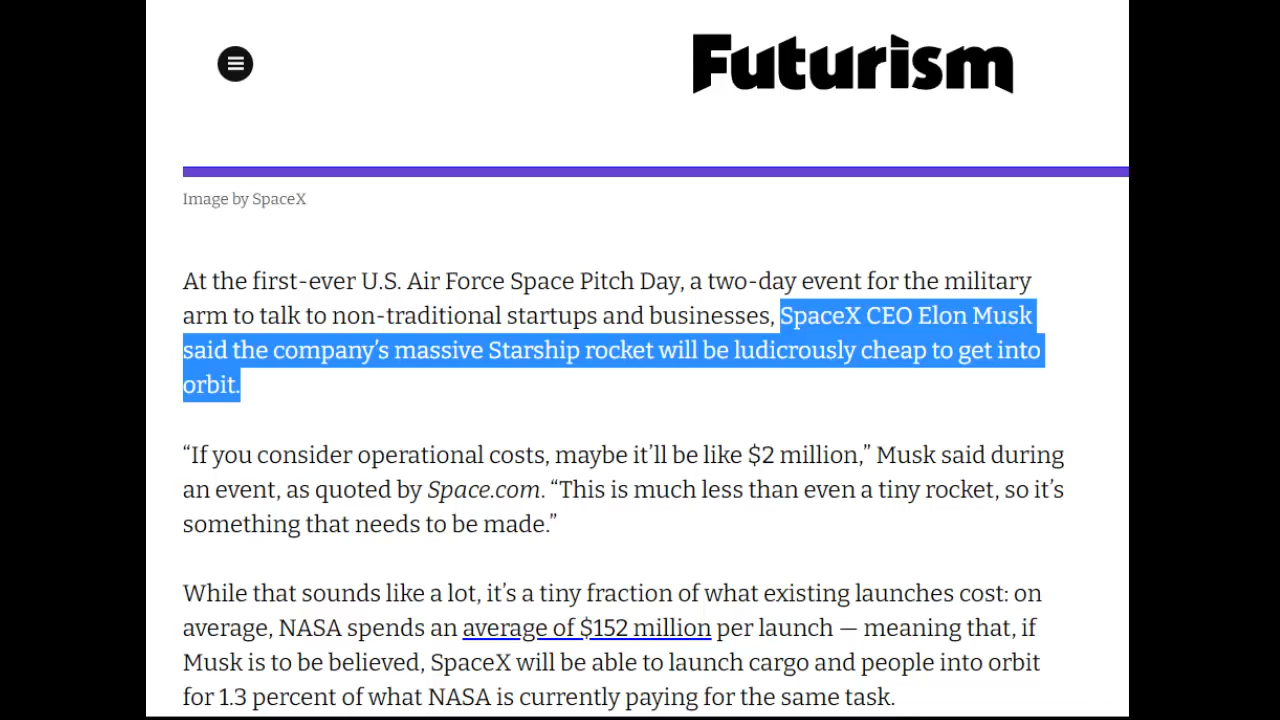 Futurism
Image by SpaceX
At the first-ever U.S. Air Force Space Pitch Day, a two-day event for the military
arm to talk to non-traditional startups and businesses, SpaceX CEO Elon Musk
said the company’s massive Starship rocket will be ludicrously cheap to get into
orbit.
“If you consider operational costs, maybe it’ll be like $2 million,” Musk said during
an event, as quoted by Space.com. “This is much less than even a tiny rocket, so it’s
something that needs to be made.”
While that sounds like a lot, it’s a tiny fraction of what existing launches cost: on
average, NASA spends an average of $152 million per launch — meaning that, if
Musk is to be believed, SpaceX will be able to launch cargo and people into orbit
for 1.3 percent of what NASA is currently paying for the same task.